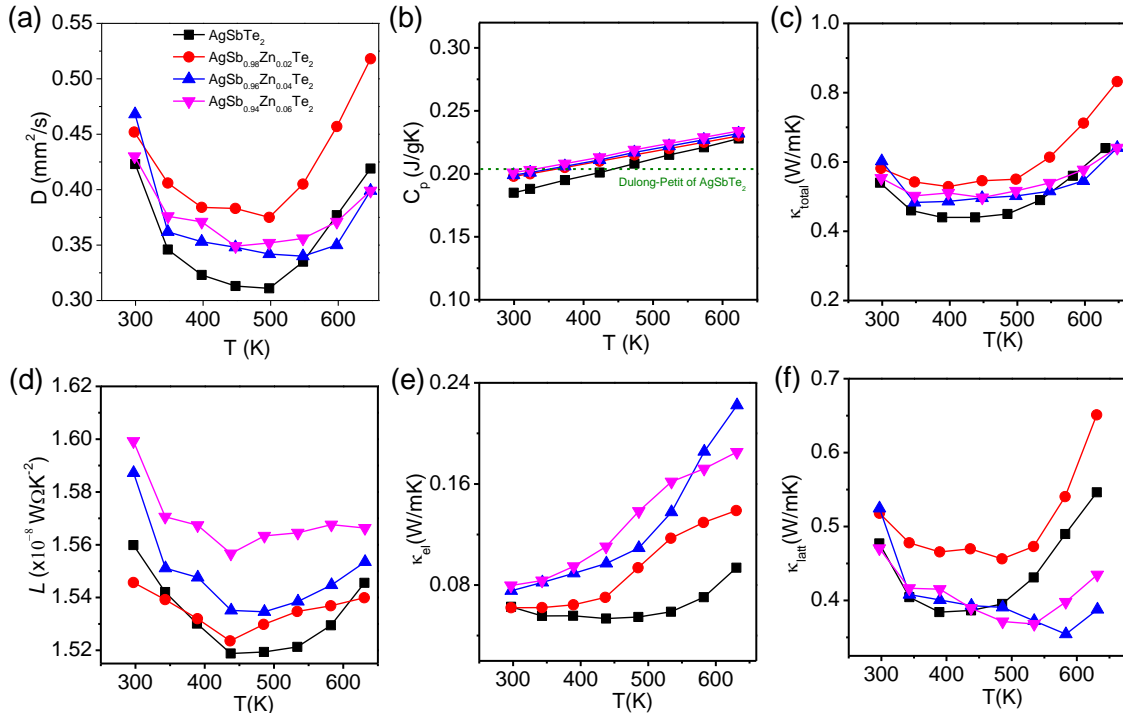 (a)
0.55
0.50
0.45
0.40
0.35
0.30
D (mm²/s)
AgSbTe₂
AgSb₀.₉₈Zn₀.₀₂Te₂
AgSb₀.₉₆Zn₀.₀₄Te₂
AgSb₀.₉₄Zn₀.₀₆Te₂
300 400 500 600
T (K)
(b)
0.30
0.25
0.20
0.15
0.10
Cₚ (J/gK)
Dulong-Petit of AgSbTe₂
300 400 500 600
T (K)
(c)
1.0
0.8
0.6
0.4
0.2
κtotal(W/mK)
300 400 500 600
T(K)
(d)
1.62
1.60
1.58
1.56
1.54
1.52
L (x10⁻⁸ WΩK⁻²)
300 400 500 600
T(K)
(e)
0.24
0.16
0.08
κel(W/mK)
300 400 500 600
T(K)
(f)
0.7
0.6
0.5
0.4
κlatt(W/mK)
300 400 500 600
T(K)